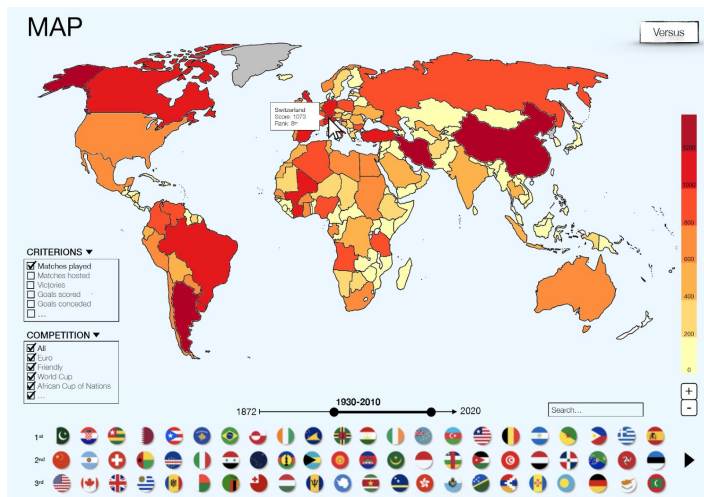 MAP
Versus
Switzerland
Score: 1073
Rank: 8th
1200
1000
800
600
400
200
0
CRITERIONS ▼
Matches played
Matches hosted
Victories
Goals scored
Goals conceded
...
COMPETITION ▼
All
Euro
Friendly
World Cup
African Cup of Nations
...
+
-
1930-2010
1872
2020
Search...
1st
2nd
3rd